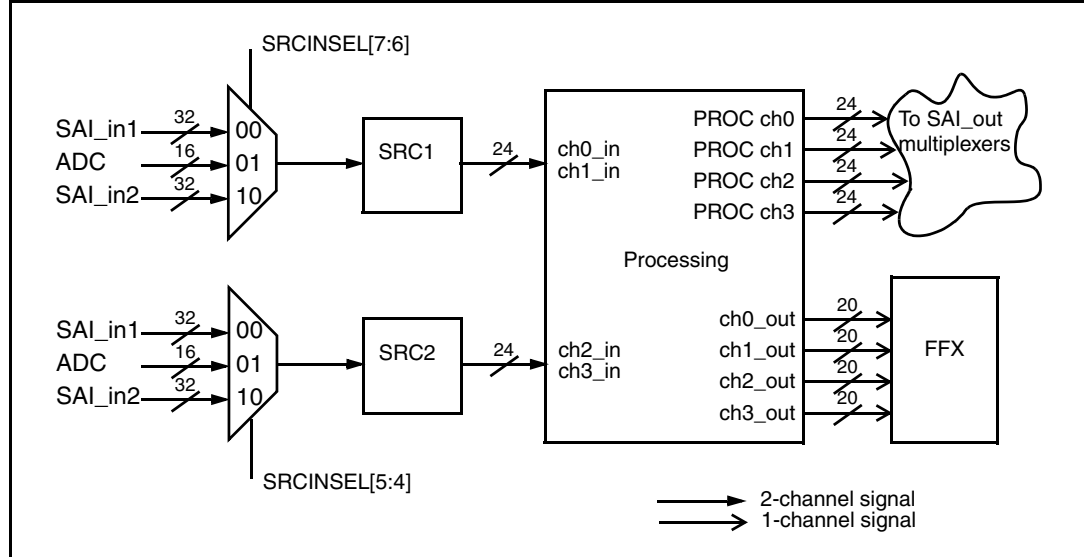 SRCINSEL[7:6]
SAI_in1
32
00
ADC
16
01
SAI_in2
32
10
SRC1
24
ch0_in
ch1_in
PROC ch0
24
PROC ch1
24
PROC ch2
24
PROC ch3
24
To SAI_out
multiplexers
Processing
SAI_in1
32
00
ADC
16
01
SAI_in2
32
10
SRC2
24
ch2_in
ch3_in
ch0_out
20
ch1_out
20
ch2_out
20
ch3_out
20
FFX
SRCINSEL[5:4]
2-channel signal
1-channel signal